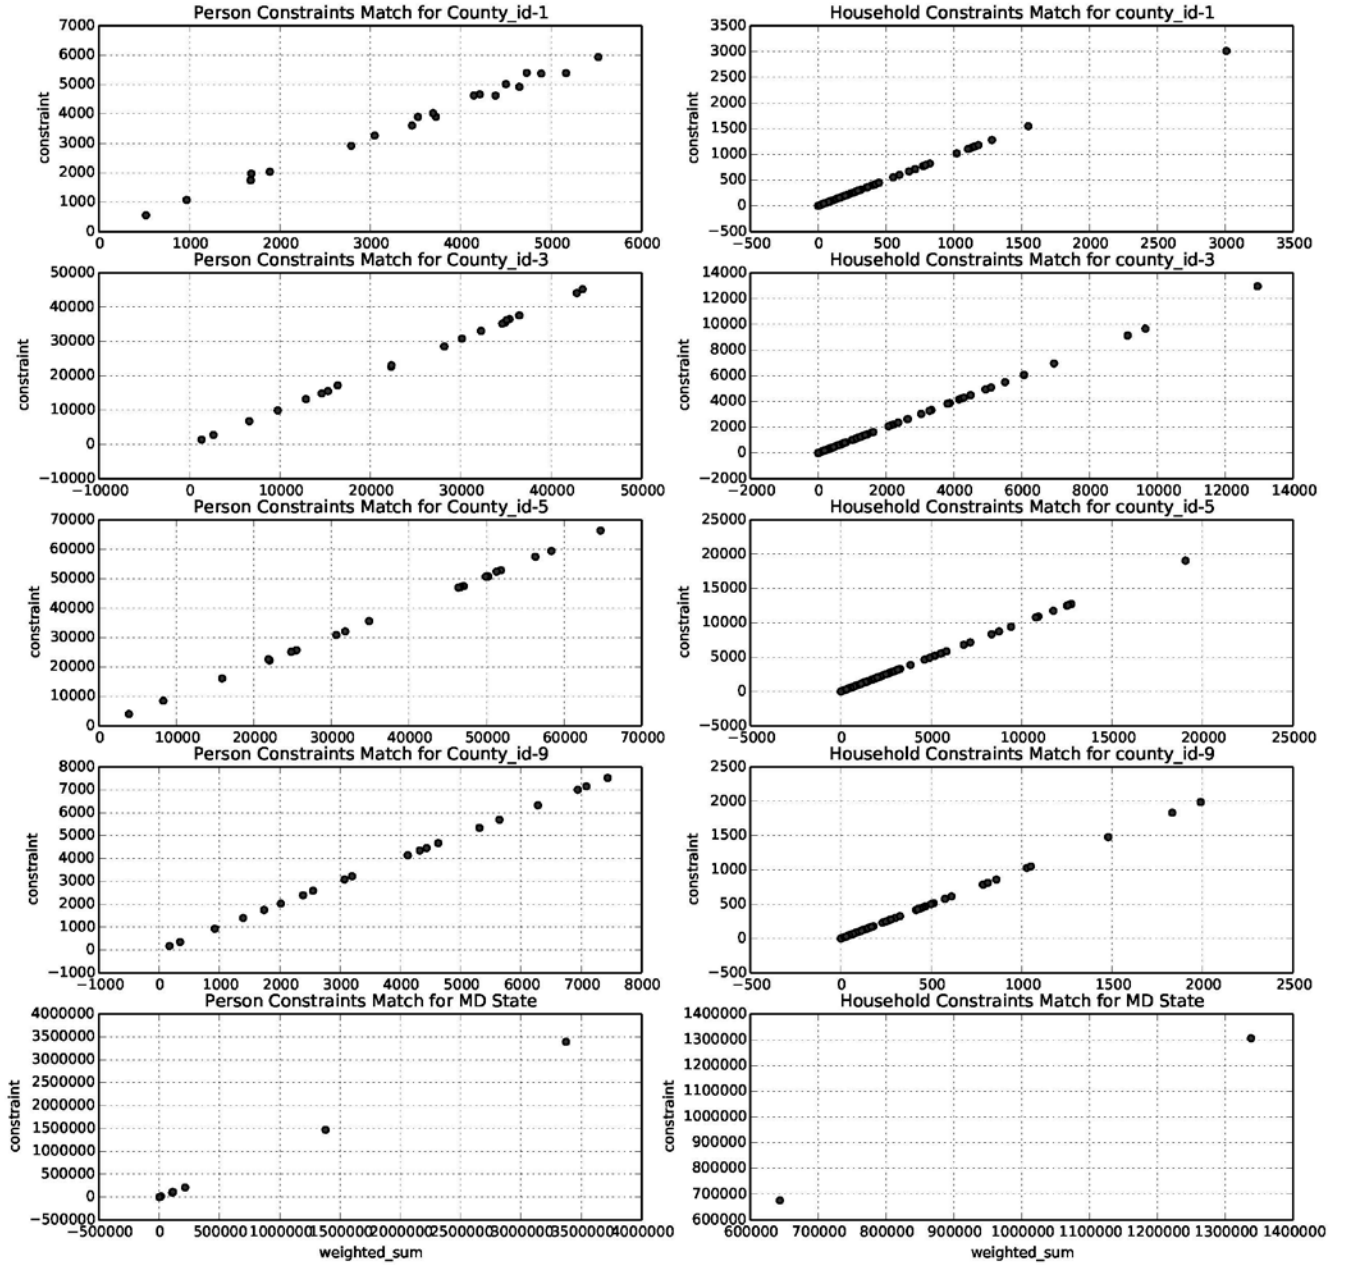 Person Constraints Match for County_id-1
7000
6000
5000
4000
3000
2000
1000
0
constraint
0 1000 2000 3000 4000 5000 6000
Household Constraints Match for county_id-1
3500
3000
2500
2000
1500
1000
500
0
−500
constraint
−500 0 500 1000 1500 2000 2500 3000 3500
Person Constraints Match for County_id-3
50000
40000
30000
20000
10000
0
−10000
constraint
−10000 0 10000 20000 30000 40000 50000
Household Constraints Match for county_id-3
14000
12000
10000
8000
6000
4000
2000
0
−2000
constraint
−2000 0 2000 4000 6000 8000 10000 12000 14000
Person Constraints Match for County_id-5
70000
60000
50000
40000
30000
20000
10000
0
constraint
0 10000 20000 30000 40000 50000 60000 70000
Household Constraints Match for county_id-5
25000
20000
15000
10000
5000
0
−5000
constraint
−5000 0 5000 10000 15000 20000 25000
Person Constraints Match for County_id-9
8000
7000
6000
5000
4000
3000
2000
1000
0
−1000
constraint
−1000 0 1000 2000 3000 4000 5000 6000 7000 8000
Household Constraints Match for county_id-9
2500
2000
1500
1000
500
0
−500
constraint
−500 0 500 1000 1500 2000 2500
Person Constraints Match for MD State
4000000
3500000
3000000
2500000
2000000
1500000
1000000
500000
0
−500000
constraint
−500000 0 500000 1000000 1500000 2000000 2500000 3000000 3500000 4000000
weighted_sum
Household Constraints Match for MD State
1400000
1300000
1200000
1100000
1000000
900000
800000
700000
600000
constraint
600000 700000 800000 900000 1000000 1100000 1200000 1300000 1400000
weighted_sum